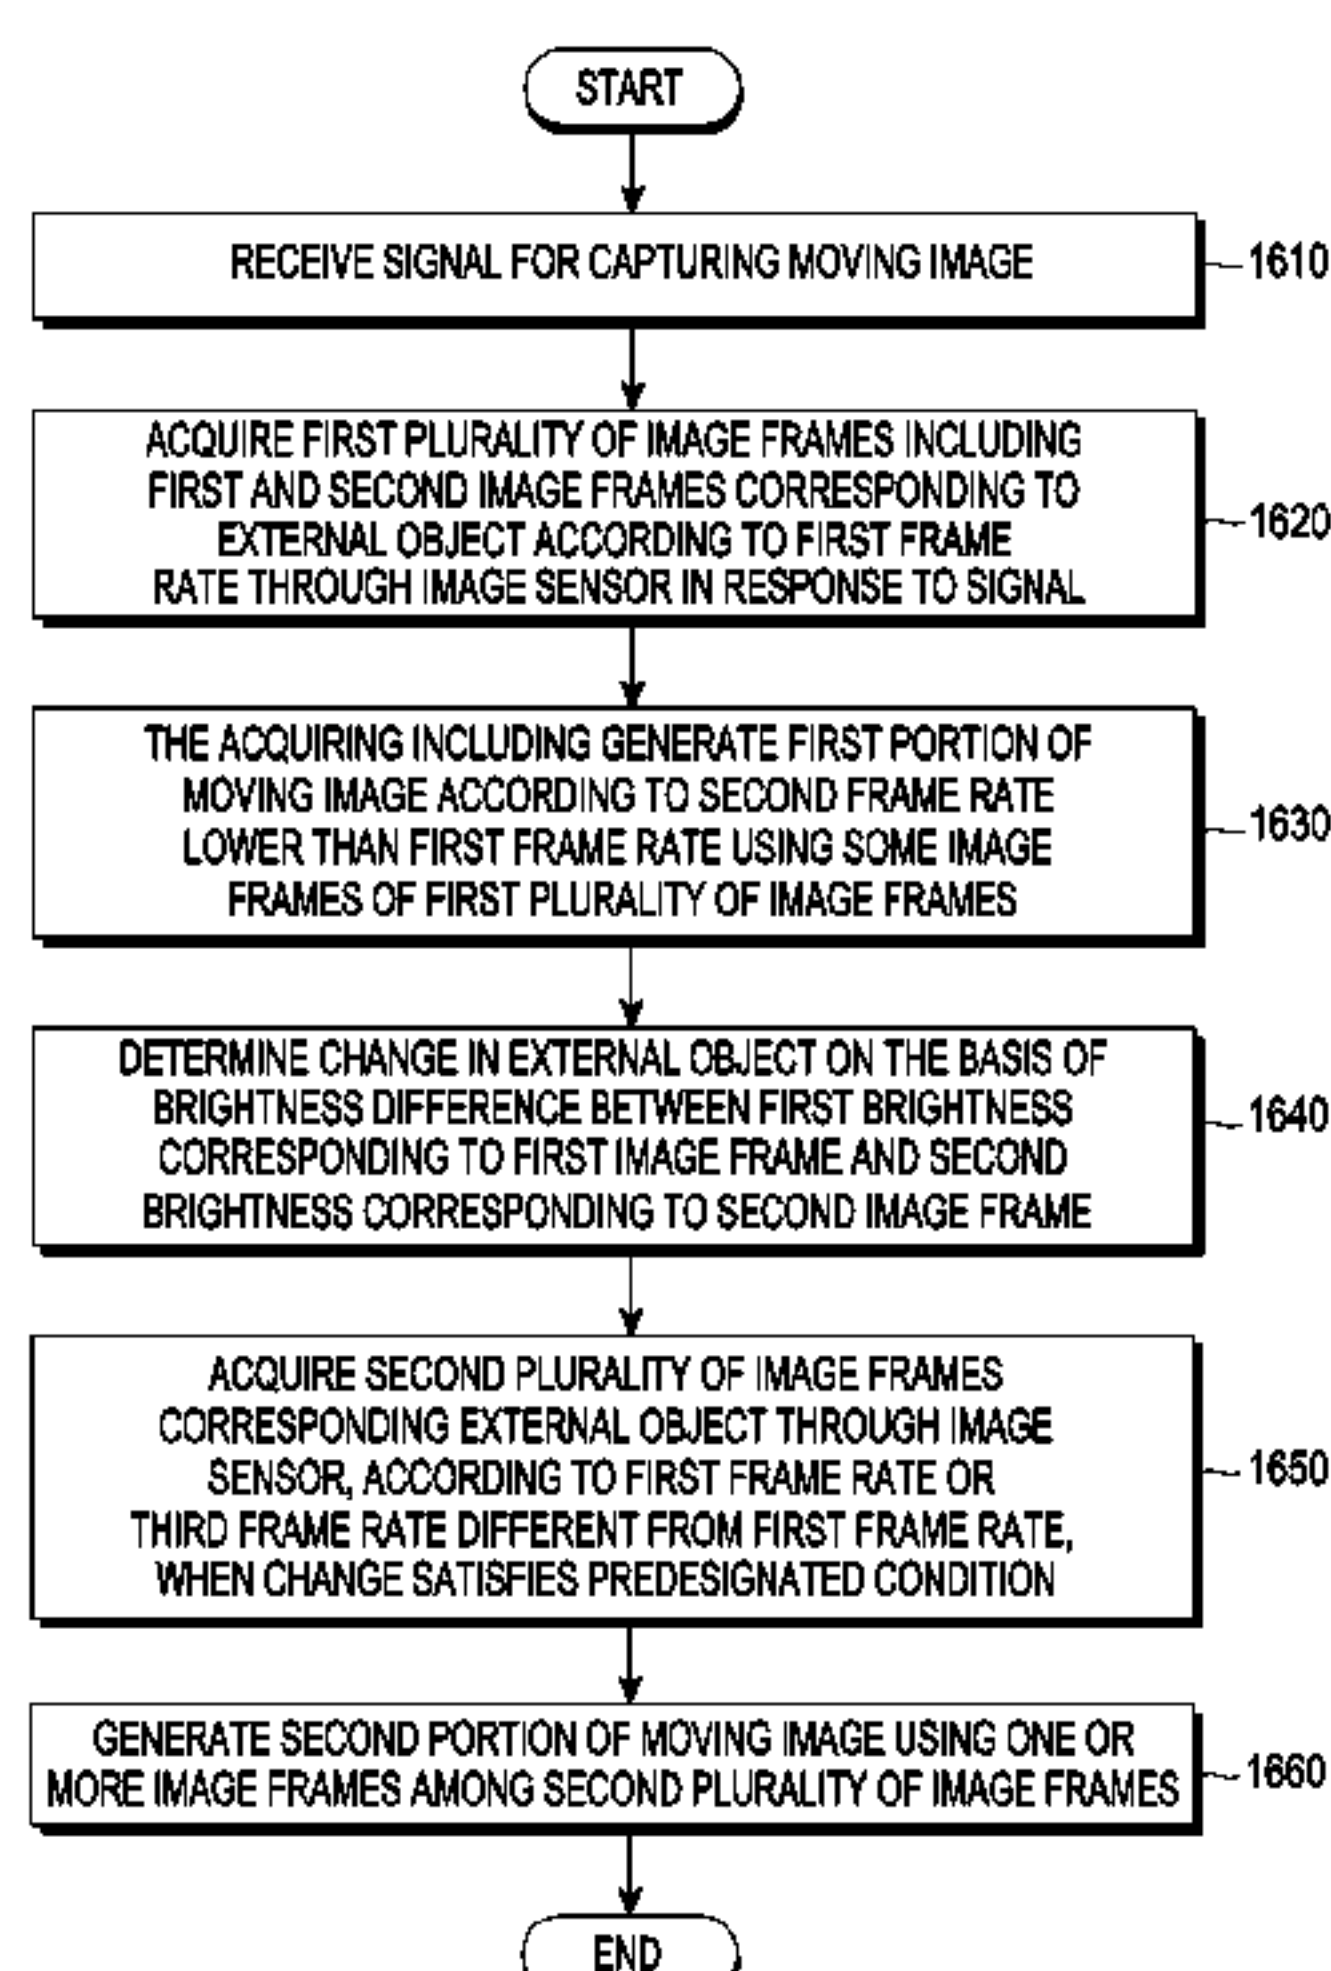 START
RECEIVE SIGNAL FOR CAPTURING MOVING IMAGE
1610
ACQUIRE FIRST PLURALITY OF IMAGE FRAMES INCLUDING
FIRST AND SECOND IMAGE FRAMES CORRESPONDING TO
EXTERNAL OBJECT ACCORDING TO FIRST FRAME
RATE THROUGH IMAGE SENSOR IN RESPONSE TO SIGNAL
1620
THE ACQUIRING INCLUDING GENERATE FIRST PORTION OF
MOVING IMAGE ACCORDING TO SECOND FRAME RATE
LOWER THAN FIRST FRAME RATE USING SOME IMAGE
FRAMES OF FIRST PLURALITY OF IMAGE FRAMES
1630
DETERMINE CHANGE IN EXTERNAL OBJECT ON THE BASIS OF
BRIGHTNESS DIFFERENCE BETWEEN FIRST BRIGHTNESS
CORRESPONDING TO FIRST IMAGE FRAME AND SECOND
BRIGHTNESS CORRESPONDING TO SECOND IMAGE FRAME
1640
ACQUIRE SECOND PLURALITY OF IMAGE FRAMES
CORRESPONDING EXTERNAL OBJECT THROUGH IMAGE
SENSOR, ACCORDING TO FIRST FRAME RATE OR
THIRD FRAME RATE DIFFERENT FROM FIRST FRAME RATE,
WHEN CHANGE SATISFIES PREDESIGNATED CONDITION
1650
GENERATE SECOND PORTION OF MOVING IMAGE USING ONE OR
MORE IMAGE FRAMES AMONG SECOND PLURALITY OF IMAGE FRAMES
1660
END